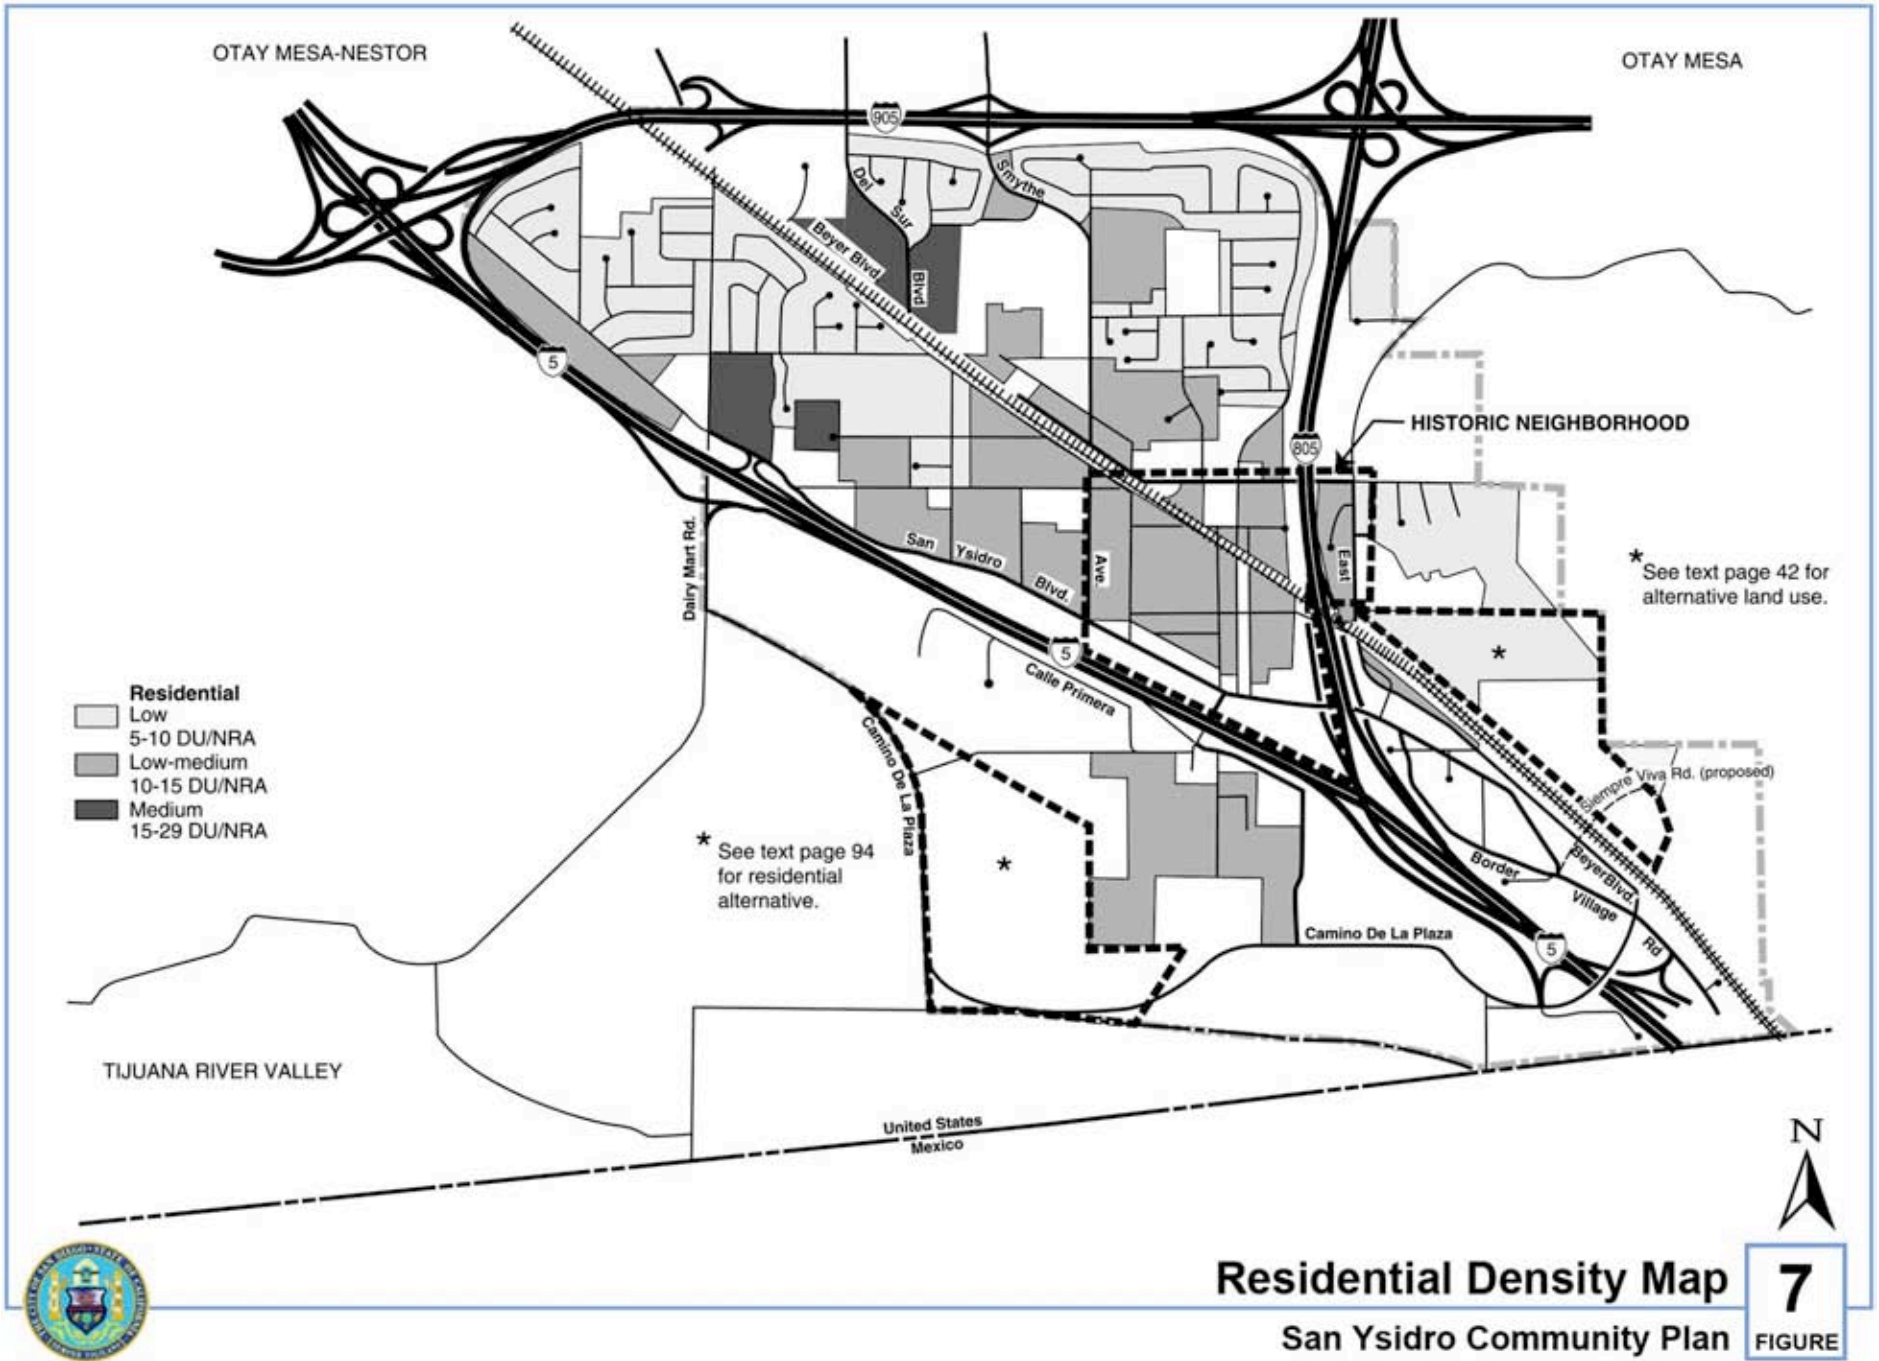 OTAY MESA-NESTOR
OTAY MESA
905
Del
Sur
Blvd
Smythe
Beyer Blvd.
5
805
HISTORIC NEIGHBORHOOD
Dairy Mart Rd.
San
Ysidro
Blvd.
Ave.
East
*
See text page 42 for
alternative land use.
*
5
Calle Primera
Residential
Low
5-10 DU/NRA
Low-medium
10-15 DU/NRA
Medium
15-29 DU/NRA
Camino De La Plaza
*
See text page 94
for residential
alternative.
*
Siempre Viva Rd. (proposed)
Border
Village
Rd
BeyerBlvd.
Camino De La Plaza
5
TIJUANA RIVER VALLEY
United States
Mexico
N
Residential Density Map
San Ysidro Community Plan
7
FIGURE